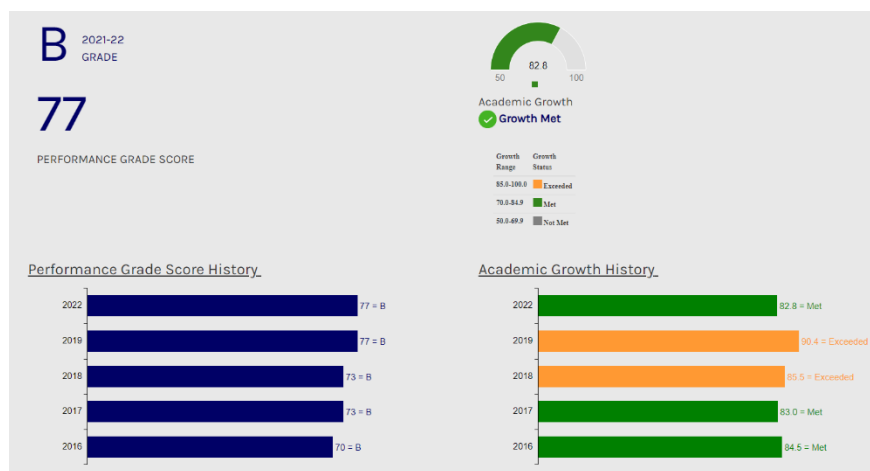 B 2021-22
GRADE
77
PERFORMANCE GRADE SCORE
82.8
50 100
Academic Growth
Growth Met
Growth Range Growth Status
85.0-100.0 Exceeded
70.0-84.9 Met
50.0-69.9 Not Met
Performance Grade Score History
2022 77 = B
2019 77 = B
2018 73 = B
2017 73 = B
2016 70 = B
Academic Growth History
2022 82.8 = Met
2019 90.4 = Exceeded
2018 85.5 = Exceeded
2017 83.0 = Met
2016 84.5 = Met